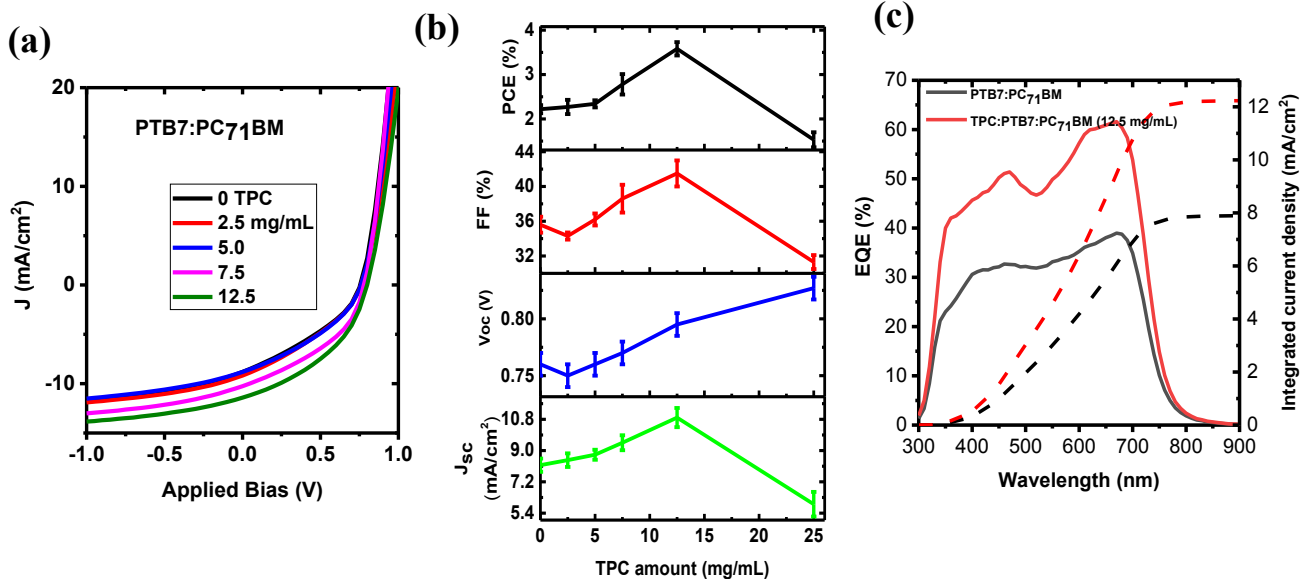 (a)
20
10
0
-10
J (mA/cm2)
PTB7:PC71BM
0 TPC
2.5 mg/mL
5.0
7.5
12.5
-1.0 -0.5 0.0 0.5 1.0
Applied Bias (V)
(b)
4
3
2
PCE (%)
44
40
36
32
FF (%)
0.80
0.75
Voc (V)
10.8
9.0
7.2
5.4
Jsc
(mA/cm2)
0 5 10 15 20 25
TPC amount (mg/mL)
(c)
70
60
50
40
30
20
10
0
EQE (%)
PTB7:PC71BM
TPC:PTB7:PC71BM (12.5 mg/mL)
12
10
8
6
4
2
0
Integrated current density (mA/cm2)
300 400 500 600 700 800 900
Wavelength (nm)